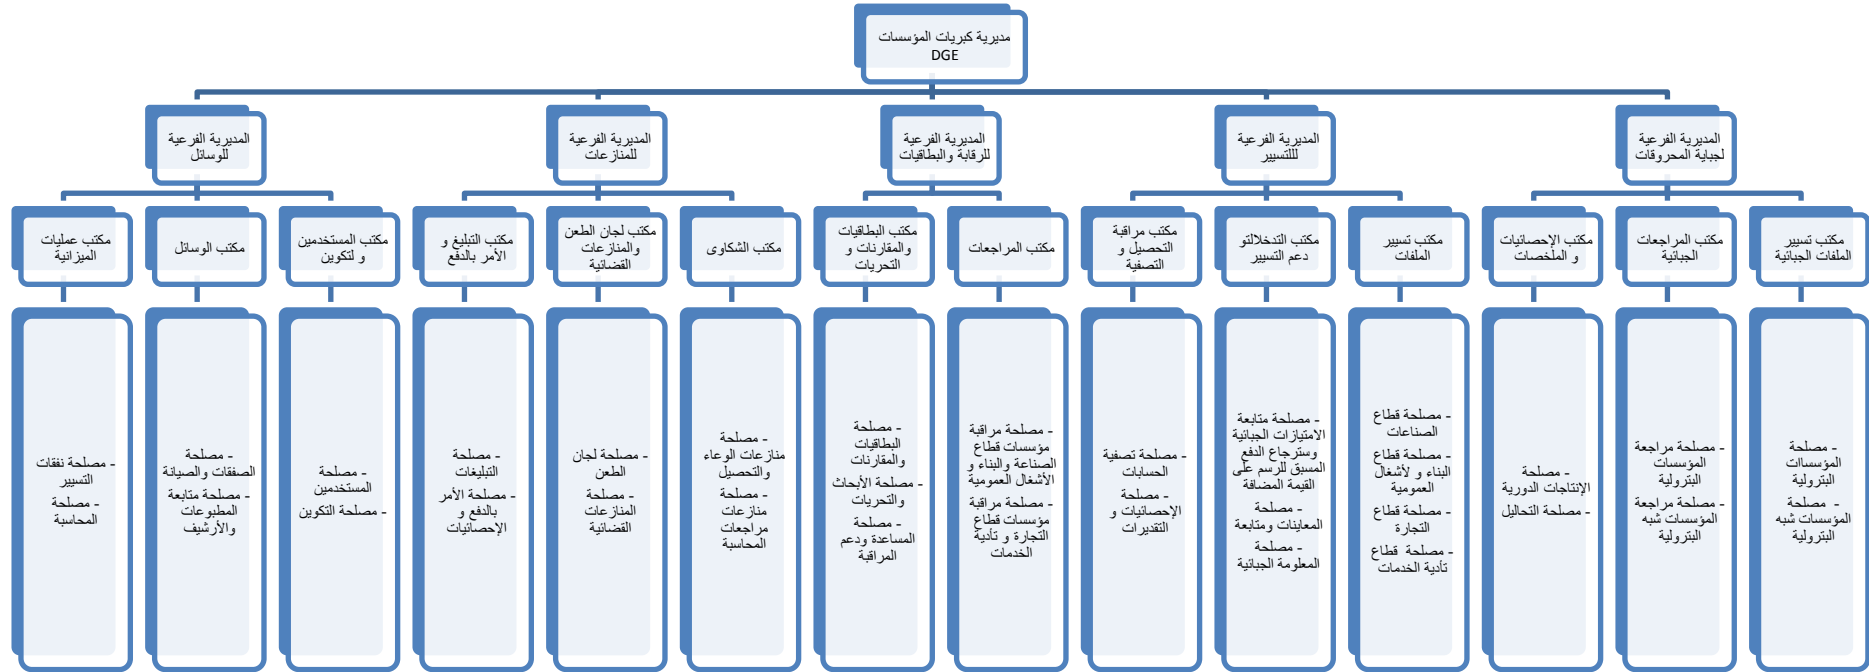 مديرية كبريات المؤسسات
DGE
المديرية الفرعية
لجباية المحروقات
المديرية الفرعية
لللتسيير
المديرية الفرعية
للرقابة والبطاقيات
المديرية الفرعية
للمنازعات
المديرية الفرعية
للوسائل
مكتب تسيير
الملفات الجبائية
مكتب المراجعات
الجبائية
مكتب الإحصائيات
و الملخصات
مكتب تسيير
الملفات
مكتب التدخلالتو
دعم التسيير
مكتب مراقبة
التحصيل و
التصفية
مكتب المراجعات
مكتب البطاقيات
والمقارنات و
التحريات
مكتب الشكاوى
مكتب لجان الطعن
والمنازعات
القضائية
مكتب التبليغ و
الأمر بالدفع
مكتب المستخدمين
و لتكوين
مكتب الوسائل
مكتب عمليات
الميزانية
- مصلحة
المؤسسات
البترولية
- مصلحة
المؤسسات شبه
البترولية
- مصلحة مراجعة
المؤسسات
البترولية
- مصلحة مراجعة
المؤسسات شبه
البترولية
- مصلحة
الإنتاجات الدورية
- مصلحة التحاليل
- مصلحة قطاع
الصناعات
- مصلحة قطاع
البناء و لأشغال
العمومية
- مصلحة قطاع
التجارة
- مصلحة قطاع
تأدية الخدمات
- مصلحة متابعة
الامتيازات الجبائية
وسترجاع الدفع
المسبق للرسم على
القيمة المضافة
- مصلحة
المعاينات ومتابعة
- مصلحة
المعلومة الجبائية
- مصلحة تصفية
الحسابات
- مصلحة
الإحصائيات و
التقديرات
- مصلحة مراقبة
مؤسسات قطاع
الصناعة والبناء و
الأشغال العمومية
- مصلحة مراقبة
مؤسسات قطاع
التجارة و تأدية
الخدمات
- مصلحة
البطاقيات
والمقارنات
- مصلحة الأبحاث
والتحريات
- مصلحة
المساعدة ودعم
المراقبة
- مصلحة
منازعات الوعاء
والتحصيل
- مصلحة
منازعات
مراجعات
المحاسبة
- مصلحة لجان
الطعن
- مصلحة
المنازعات
القضائية
- مصلحة
التبليغات
- مصلحة الأمر
بالدفع و
الإحصائيات
- مصلحة
المستخدمين
- مصلحة التكوين
- مصلحة
الصفقات والصيانة
- مصلحة متابعة
المطبوعات
والأرشيف
- مصلحة نفقات
التسيير
- مصلحة
المحاسبة